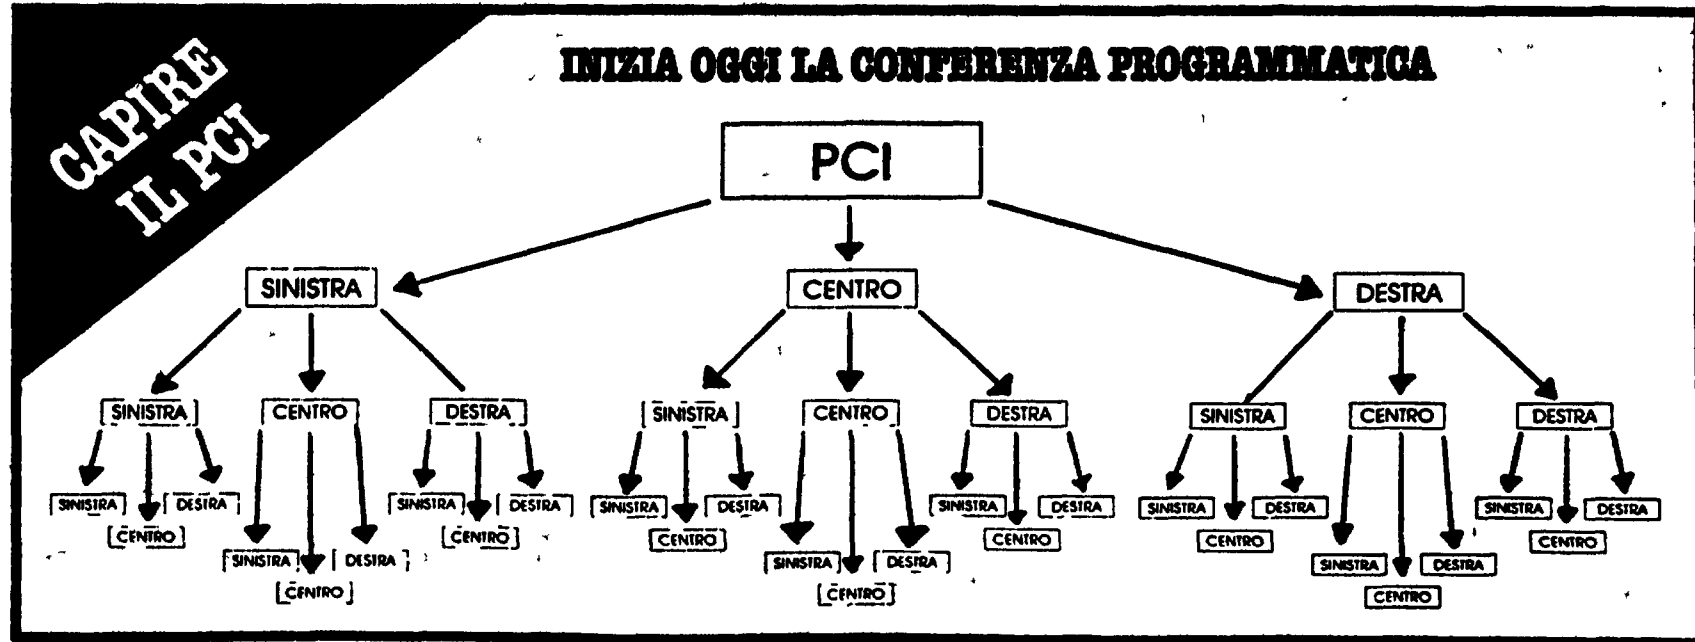 CAPIRE
IL PCI
INIZIA OGGI LA CONFERENZA PROGRAMMATICA
PCI
SINISTRA
CENTRO
DESTRA
SINISTRA
CENTRO
DESTRA
SINISTRA
CENTRO
DESTRA
SINISTRA
CENTRO
DESTRA
SINISTRA
DESTRA
CENTRO
SINISTRA
DESTRA
CENTRO
SINISTRA
DESTRA
CENTRO
SINISTRA
DESTRA
CENTRO
SINISTRA
DESTRA
CENTRO
SINISTRA
DESTRA
CENTRO
SINISTRA
DESTRA
CENTRO
SINISTRA
DESTRA
CENTRO
SINISTRA
DESTRA
CENTRO